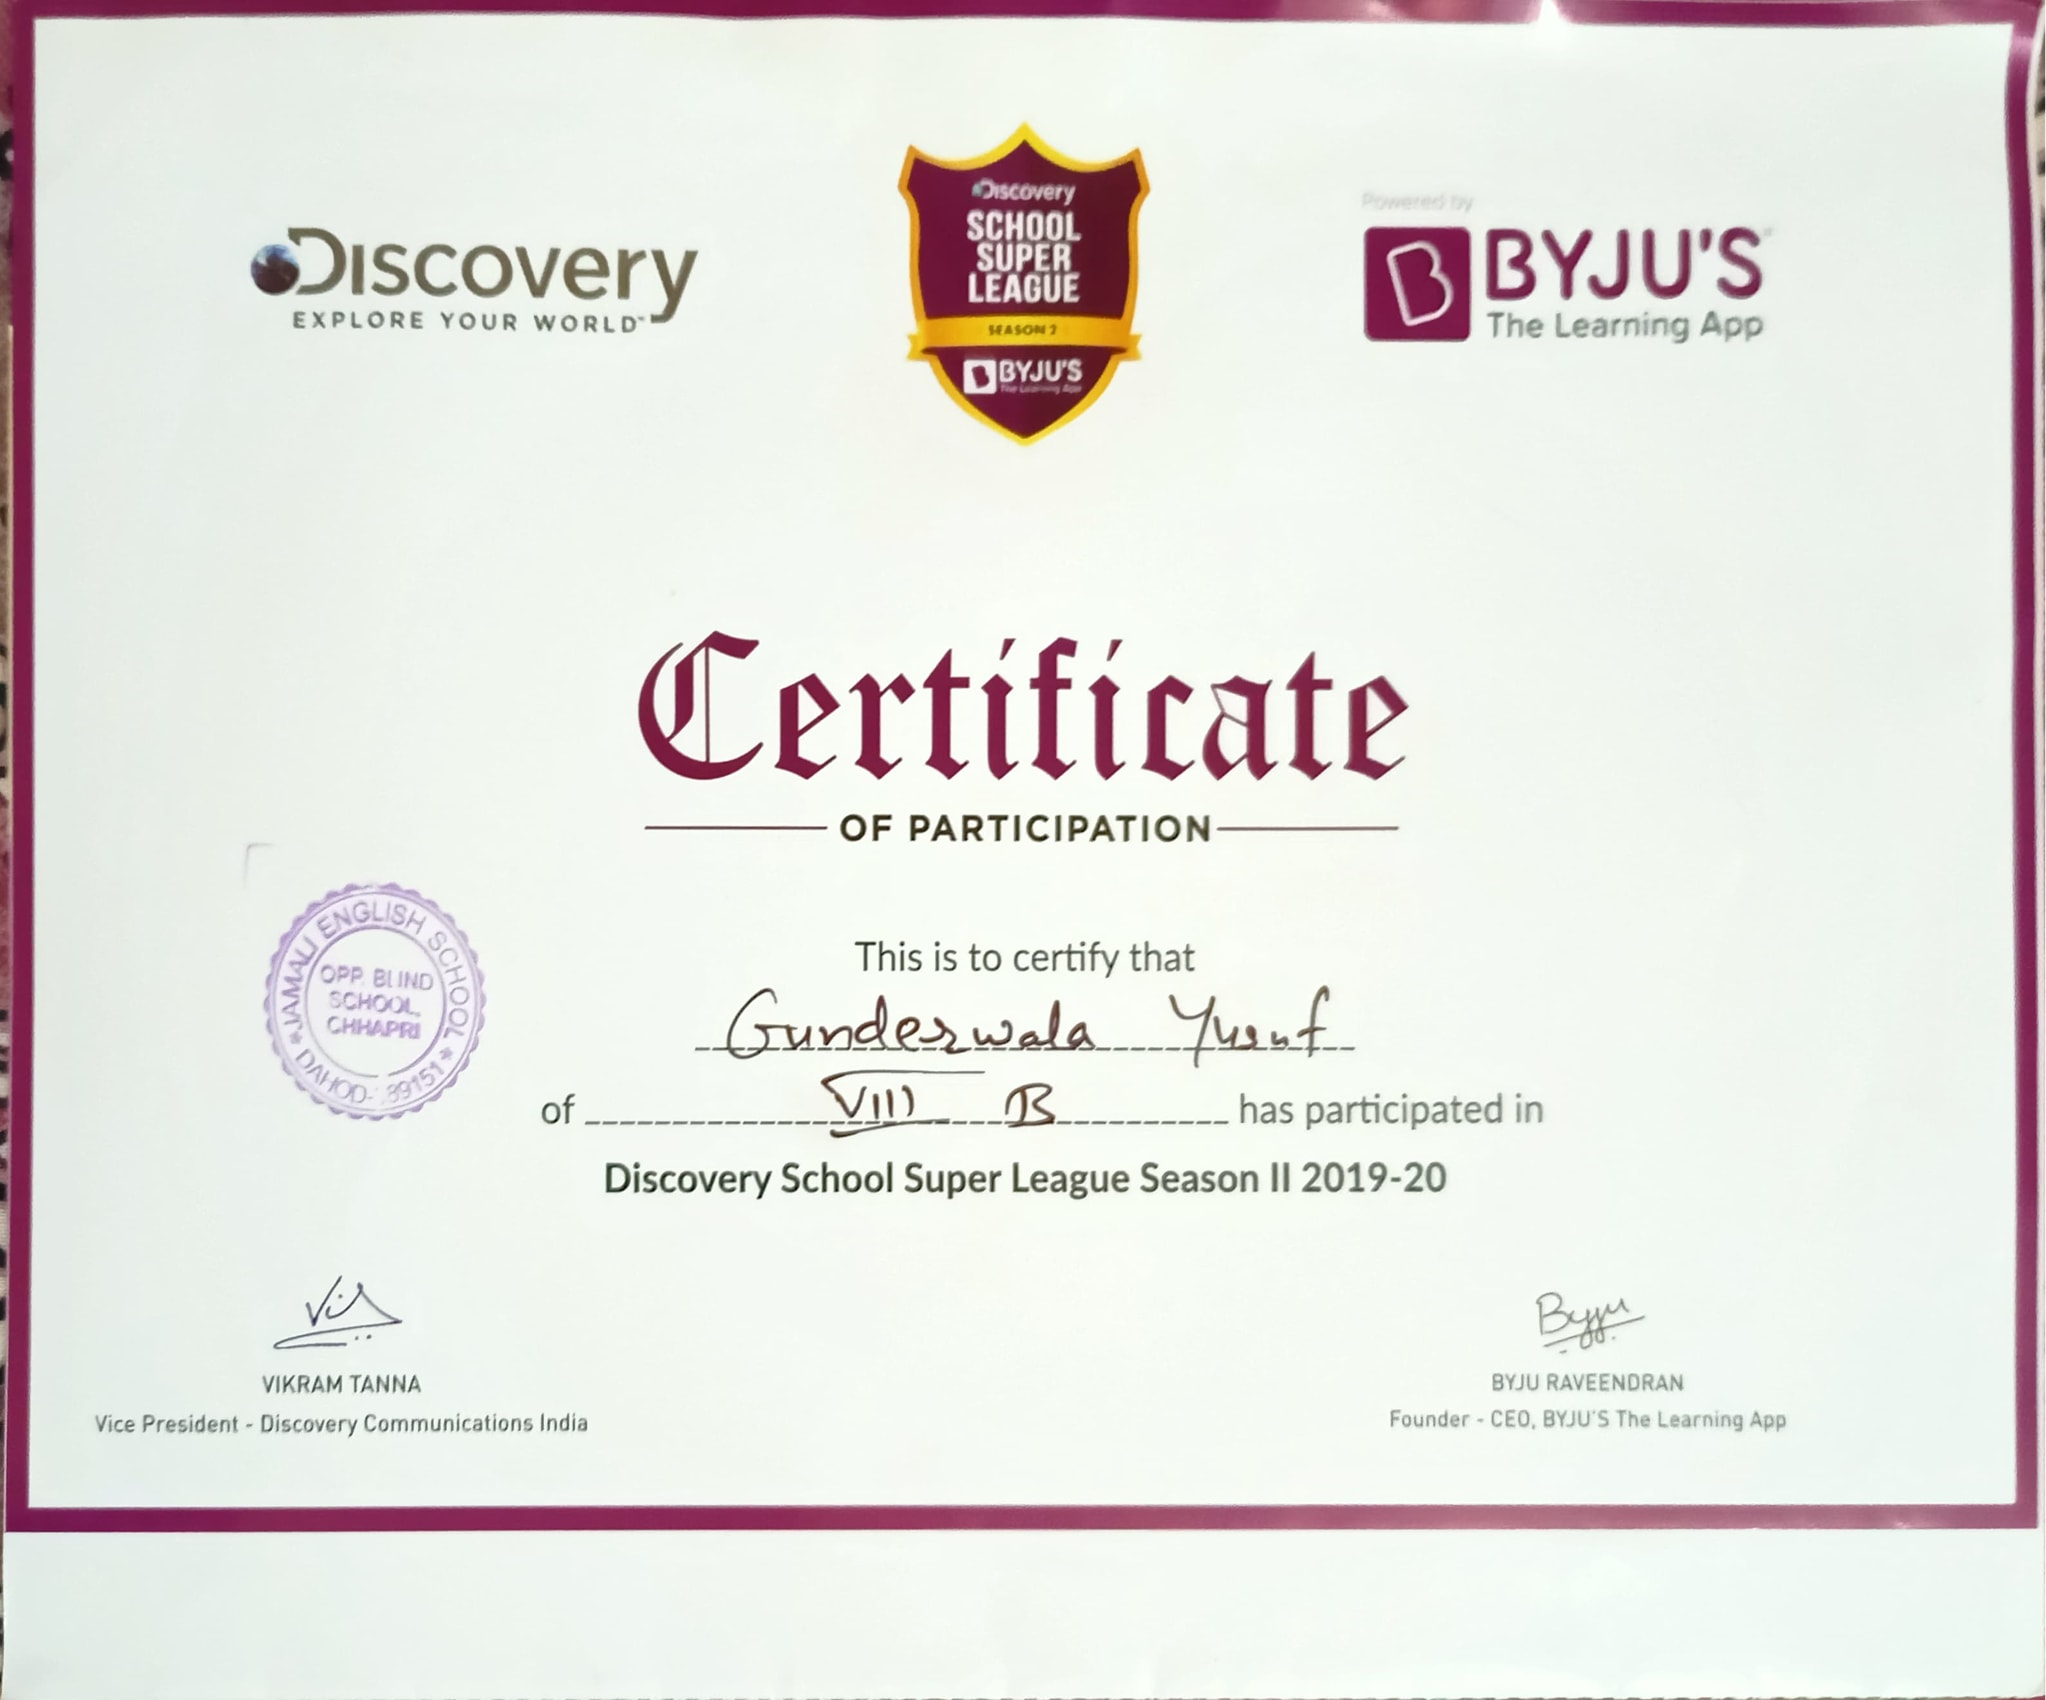 Discovery
EXPLORE YOUR WORLD™
Discovery
SCHOOL
SUPER
LEAGUE
SEASON 2
BYJU'S
The Learning App
Powered by
BYJU'S
The Learning App
Certificate
OF PARTICIPATION
JAMALI ENGLISH SCHOOL
OPP. BLIND
SCHOOL,
CHHAPRI
DAHOD-
This is to certify that
Gunderwala Yusuf
of VIII B has participated in
Discovery School Super League Season II 2019-20
Vik
VIKRAM TANNA
Vice President - Discovery Communications India
Byju
BYJU RAVEENDRAN
Founder - CEO, BYJU'S The Learning App